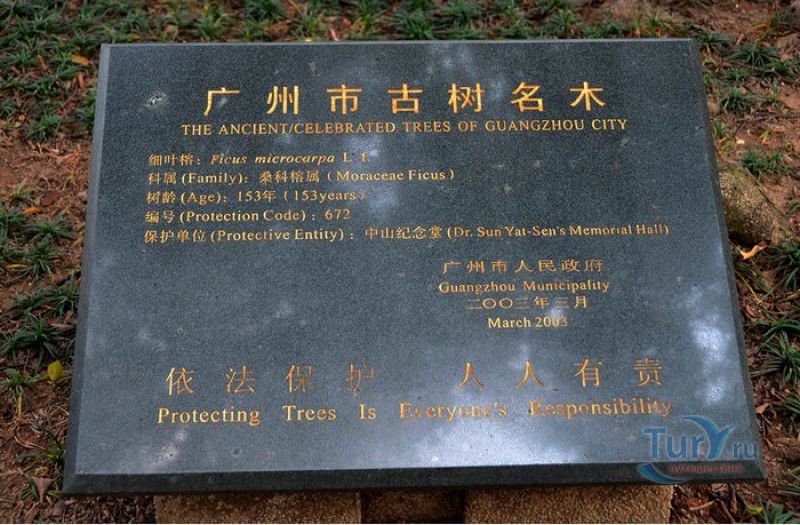 广州市古树名木
THE ANCIENT/CELEBRATED TREES OF GUANGZHOU CITY
细叶榕：Ficus microcarpa L. f.
科属(Family)：桑科榕属（Moraceae Ficus）
树龄(Age)：153年（153years）
编号(Protection Code)：672
保护单位(Protective Entity)：中山纪念堂(Dr. Sun Yat-Sen's Memorial Hall)
广州市人民政府
Guangzhou Municipality
二〇〇三年三月
March 2003
依法保护 人人有责
Protecting Trees Is Everyone's Responsibility
Tury.ru
путешествия